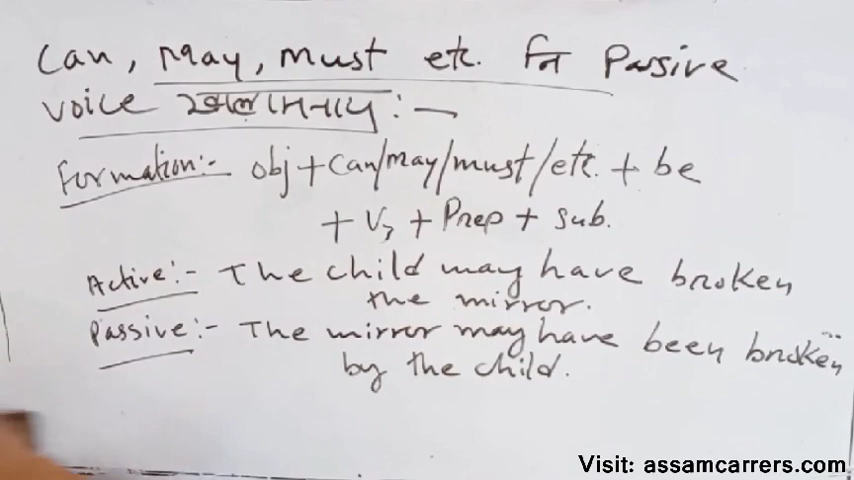 Can, May, must etc. Passive
voice :—
Formation:- obj + can/may/must/etc. + be
+ V3 + Prep + sub.
Active:- The child may have broken
the mirror.
Passive:- The mirror may have been broken
by the child.
Visit: assamcarrers.com